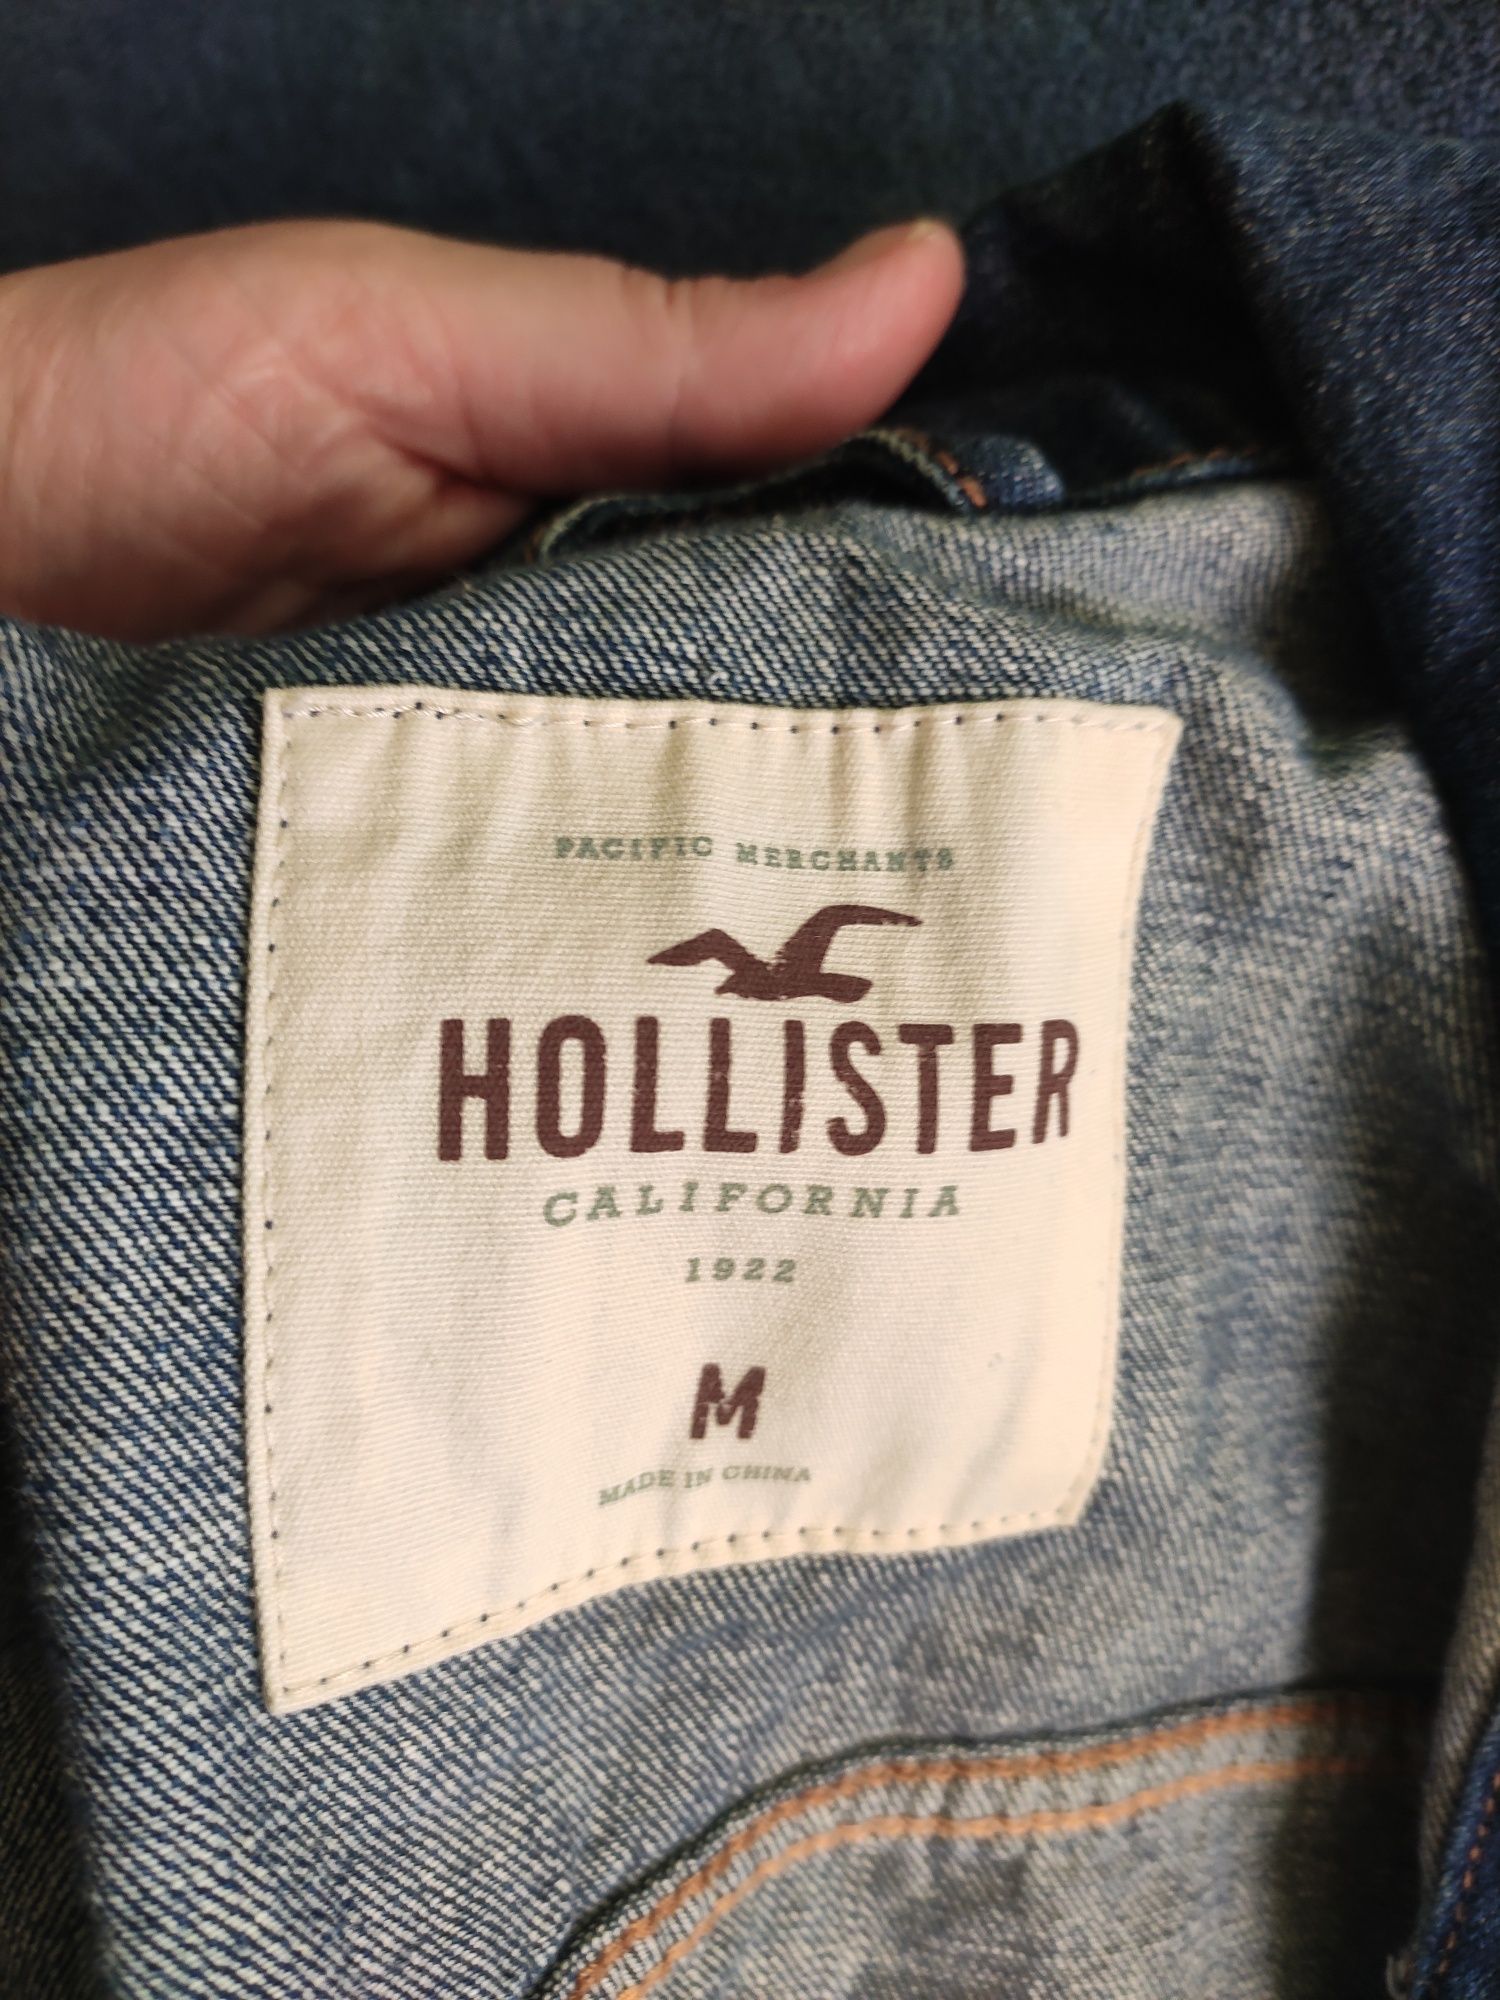 PACIFIC MERCHANTS
HOLLISTER
CALIFORNIA
1922
M
MADE IN CHINA